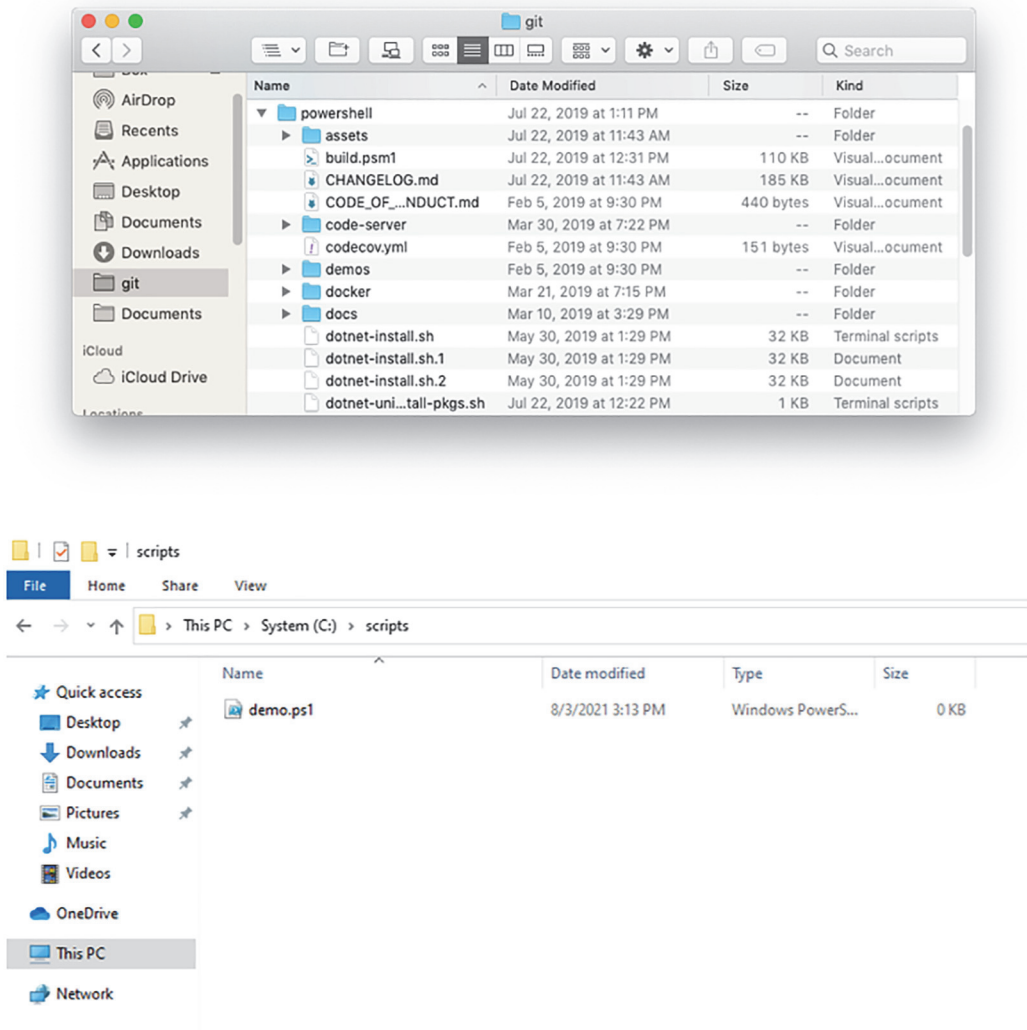 git
Search
Name Date Modified Size Kind
AirDrop
Recents
Applications
Desktop
Documents
Downloads
git
Documents
iCloud
iCloud Drive
Locations
powershell Jul 22, 2019 at 1:11 PM -- Folder
assets Jul 22, 2019 at 11:43 AM -- Folder
build.psm1 Jul 22, 2019 at 12:31 PM 110 KB Visual...ocument
CHANGELOG.md Jul 22, 2019 at 11:43 AM 185 KB Visual...ocument
CODE_OF_...NDUCT.md Feb 5, 2019 at 9:30 PM 440 bytes Visual...ocument
code-server Mar 30, 2019 at 7:22 PM -- Folder
codecov.yml Feb 5, 2019 at 9:30 PM 151 bytes Visual...ocument
demos Feb 5, 2019 at 9:30 PM -- Folder
docker Mar 21, 2019 at 7:15 PM -- Folder
docs Mar 10, 2019 at 3:29 PM -- Folder
dotnet-install.sh May 30, 2019 at 1:29 PM 32 KB Terminal scripts
dotnet-install.sh.1 May 30, 2019 at 1:29 PM 32 KB Document
dotnet-install.sh.2 May 30, 2019 at 1:29 PM 32 KB Document
dotnet-uni...tall-pkgs.sh Jul 22, 2019 at 12:22 PM 1 KB Terminal scripts
scripts
File Home Share View
This PC > System (C:) > scripts
Name Date modified Type Size
Quick access
Desktop
Downloads
Documents
Pictures
Music
Videos
OneDrive
This PC
Network
demo.ps1 8/3/2021 3:13 PM Windows PowerS... 0 KB